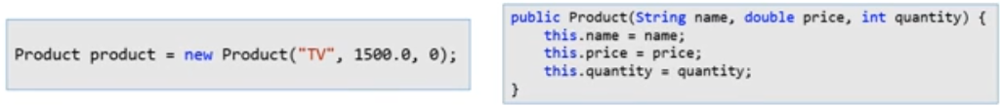 Product product = new Product("TV", 1500.0, 0);
public Product(String name, double price, int quantity) {
this.name = name;
this.price = price;
this.quantity = quantity;
}